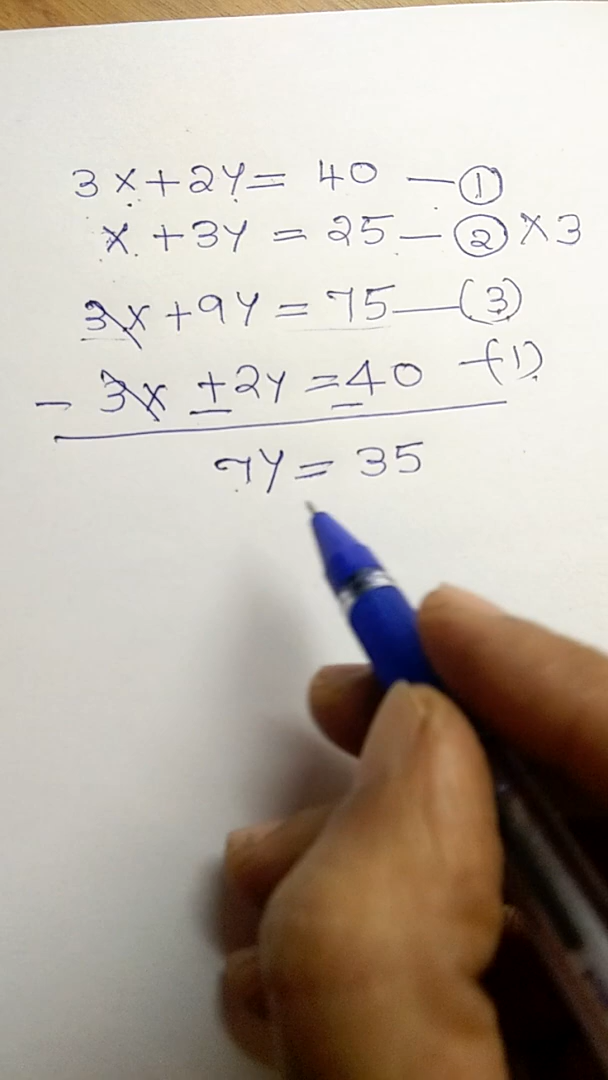 3x+2y= 40 — ①
x +3y = 25 — ② ×3
3x +9y = 75 — (3)
- 3x +2y =40 -(1)
7y = 35